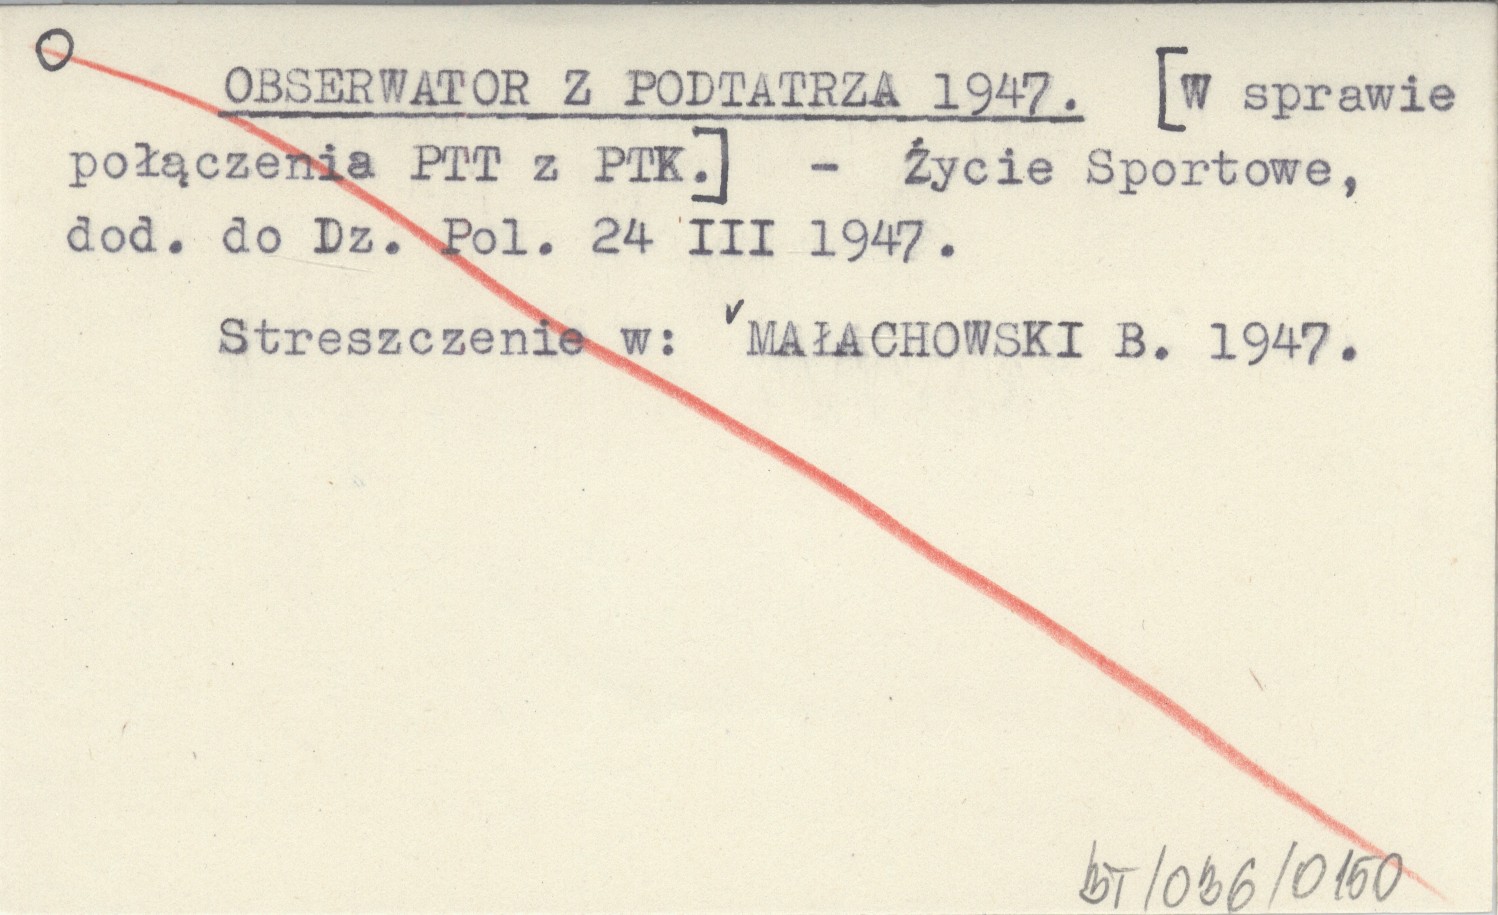 OBSERWATOR Z PODTATRZA 1947. [W sprawie
połączenia PTT z PTK.] - Życie Sportowe,
dod. do Dz. Pol. 24 III 1947.
Streszczenie w: MAŁACHOWSKI B. 1947.
BT/036/0150